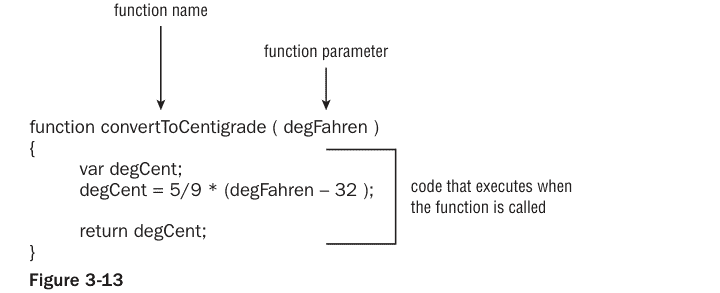 function name
function parameter
function convertToCentigrade ( degFahren )
{
var degCent;
degCent = 5/9 * (degFahren – 32 );
code that executes when
the function is called
return degCent;
}
Figure 3-13